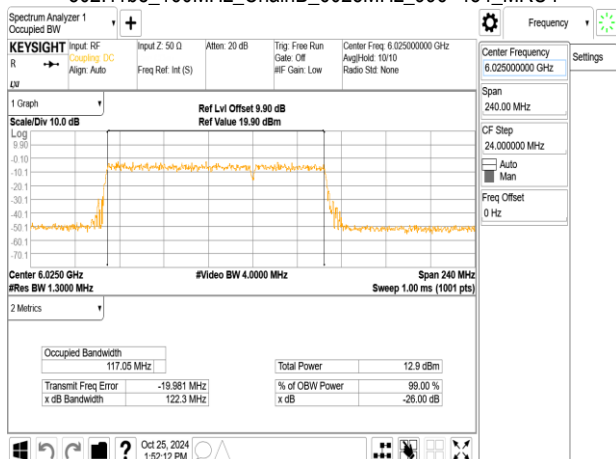 Spectrum Analyzer 1
Occupied BW
+
Frequency
KEYSIGHT
R
Input: RF
Coupling: DC
Align: Auto
Input Z: 50 Ω
Freq Ref: Int (S)
Atten: 20 dB
Trig: Free Run
Gate: Off
#IF Gain: Low
Center Freq: 6.025000000 GHz
Avg|Hold: 10/10
Radio Std: None
Center Frequency
6.025000000 GHz
Settings
Span
240.00 MHz
CF Step
24.000000 MHz
Auto
Man
Freq Offset
0 Hz
1 Graph
Scale/Div 10.0 dB
Ref Lvl Offset 9.90 dB
Ref Value 19.90 dBm
Log
9.90
-0.10
-10.1
-20.1
-30.1
-40.1
-50.1
-60.1
-70.1
Center 6.0250 GHz
#Res BW 1.3000 MHz
#Video BW 4.0000 MHz
Span 240 MHz
Sweep 1.00 ms (1001 pts)
2 Metrics
Occupied Bandwidth
117.05 MHz
Transmit Freq Error -19.981 MHz
x dB Bandwidth 122.3 MHz
Total Power 12.9 dBm
% of OBW Power 99.00 %
x dB -26.00 dB
?
Oct 25, 2024
1:52:12 PM